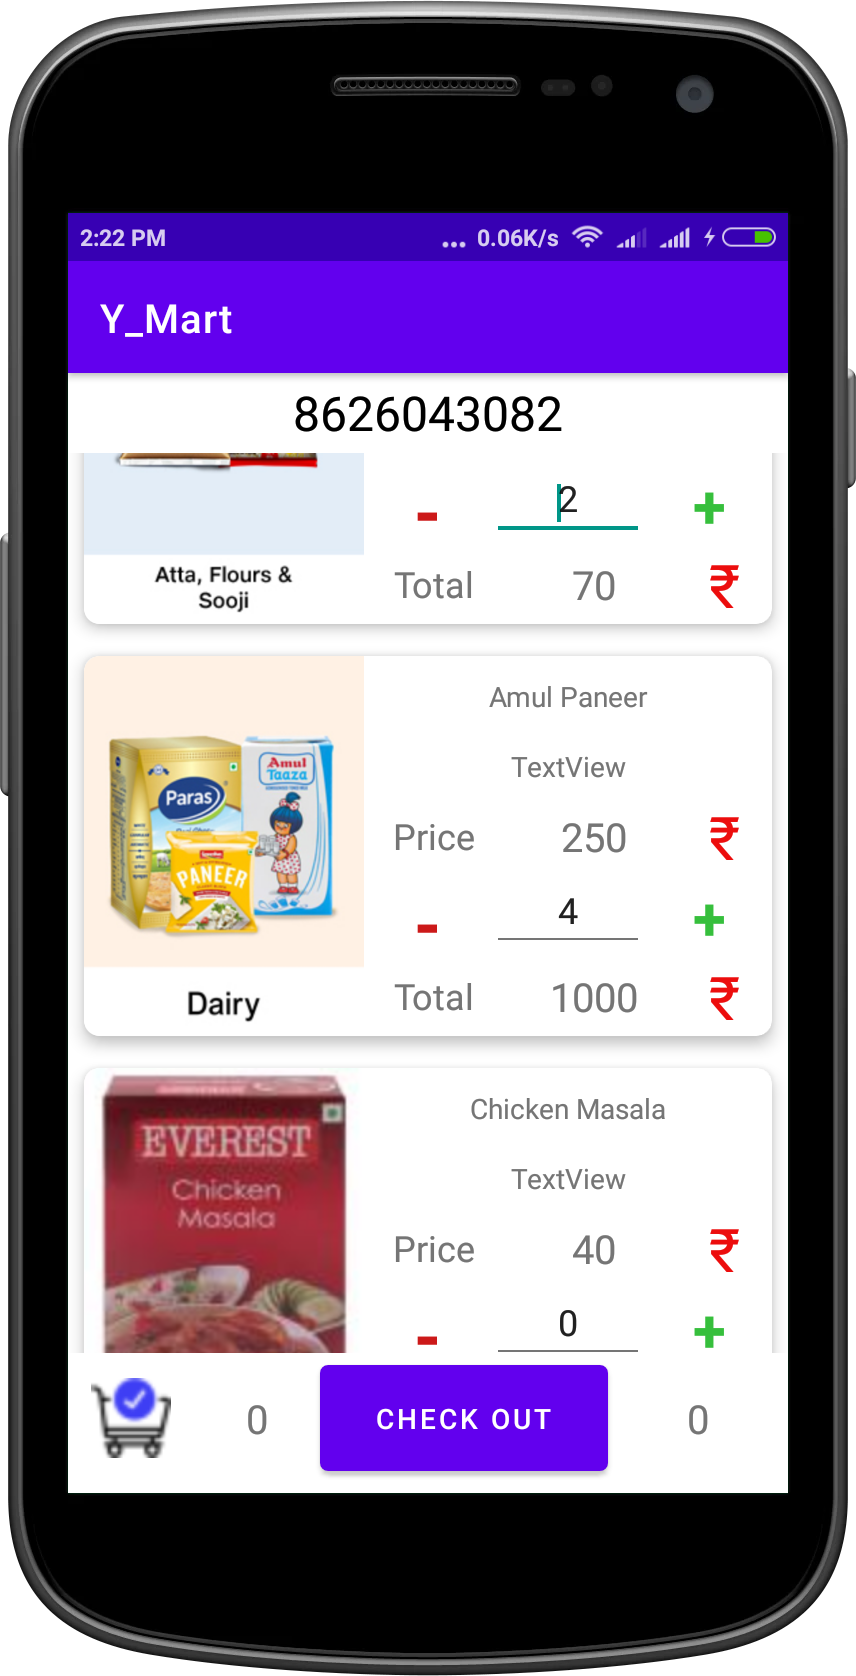 2:22 PM ... 0.06K/s
Y_Mart
8626043082
- 2 +
Atta, Flours &
Sooji
Total 70 ₹
Amul Paneer
TextView
Amul
Taaza
Paras
PANEER
Price 250 ₹
- 4 +
Dairy
Total 1000 ₹
Chicken Masala
TextView
EVEREST
Chicken
Masala
Price 40 ₹
- 0 +
0 CHECK OUT 0